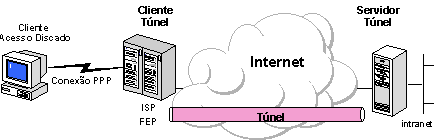 Cliente
Acesso Discado
Conexão PPP
Cliente
Túnel
ISP
FEP
Internet
Túnel
Servidor
Túnel
intranet